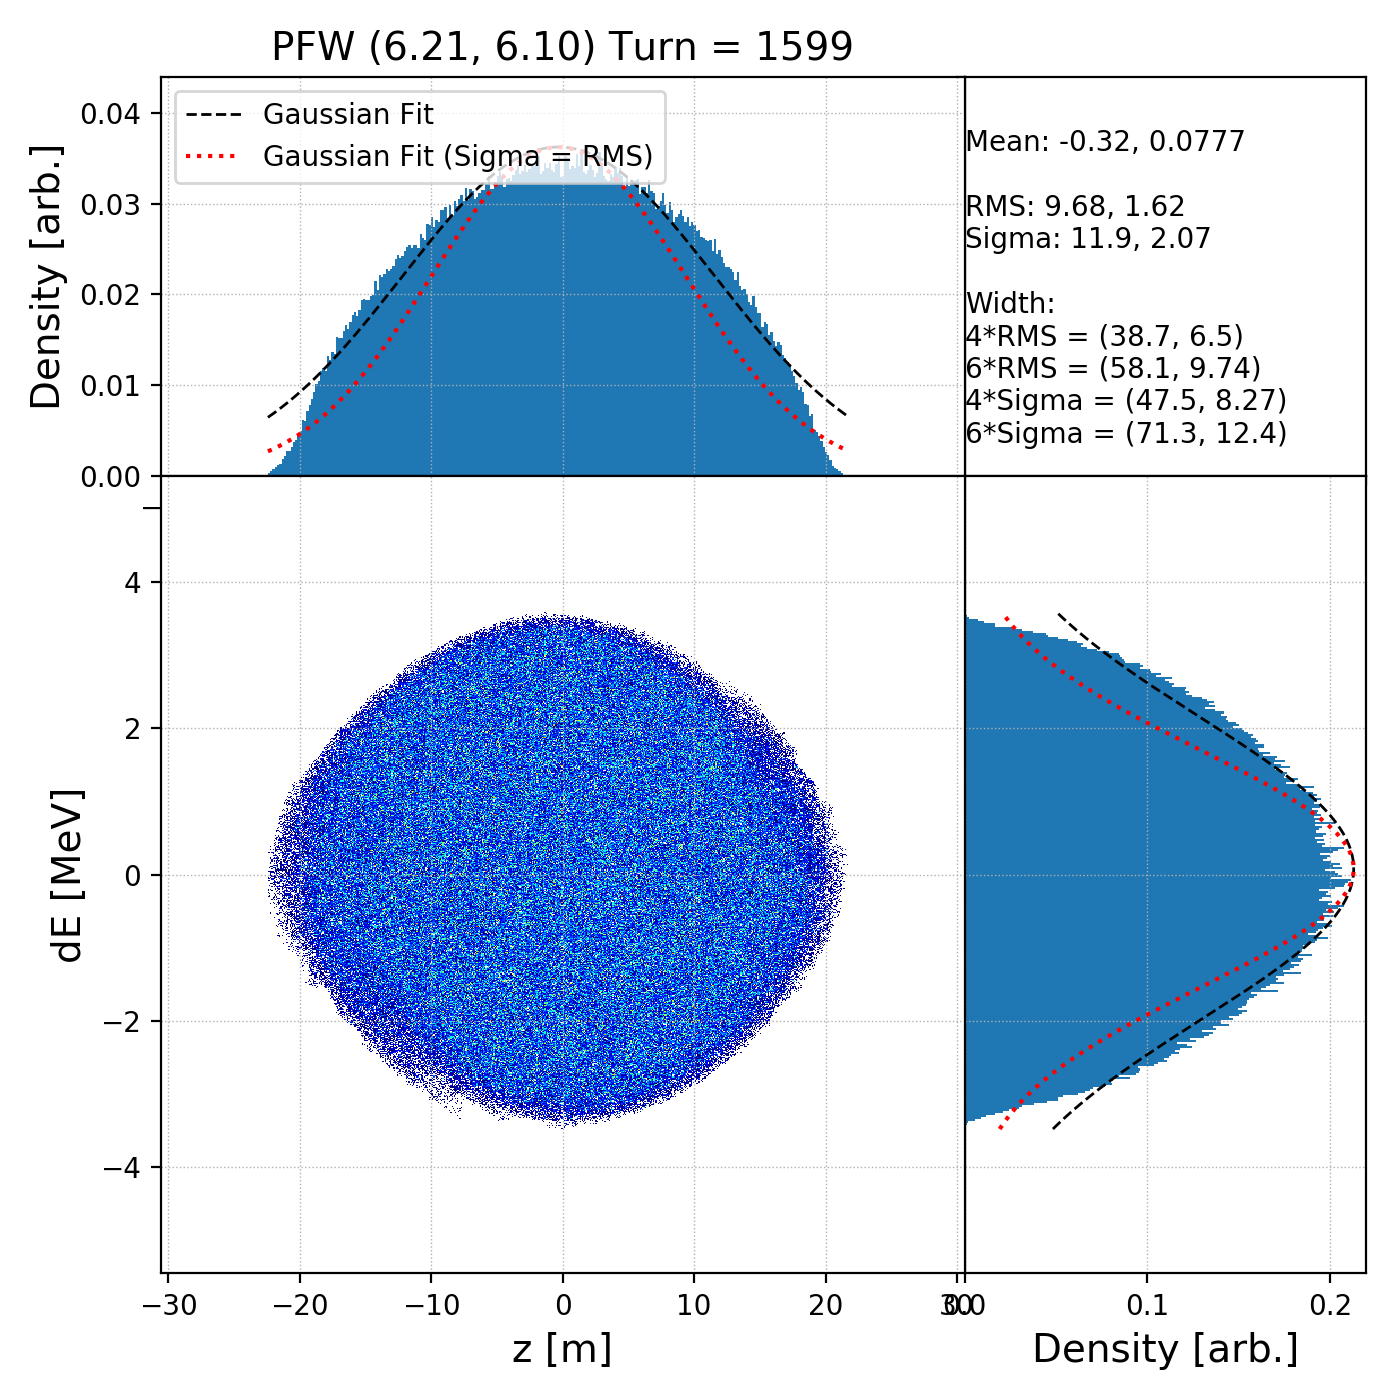 PFW (6.21, 6.10) Turn = 1599
Density [arb.]
0.04
0.03
0.02
0.01
0.00
Gaussian Fit
Gaussian Fit (Sigma = RMS)
Mean: -0.32, 0.0777
RMS: 9.68, 1.62
Sigma: 11.9, 2.07
Width:
4*RMS = (38.7, 6.5)
6*RMS = (58.1, 9.74)
4*Sigma = (47.5, 8.27)
6*Sigma = (71.3, 12.4)
dE [MeV]
4
2
0
−2
−4
−30 −20 −10 0 10 20 30
z [m]
0.0 0.1 0.2
Density [arb.]